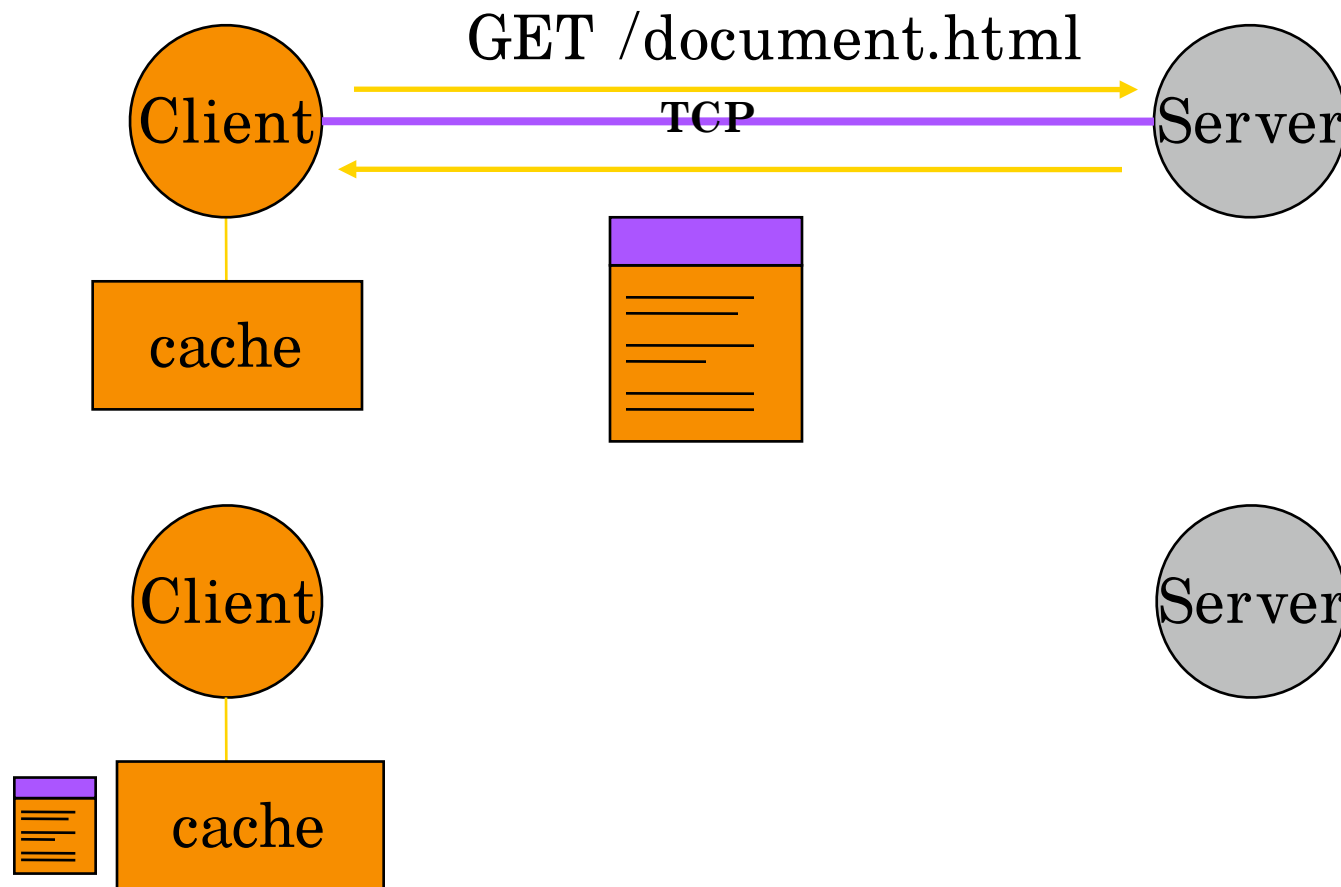 GET /document.html
Client
TCP
Server
cache
Client
Server
cache